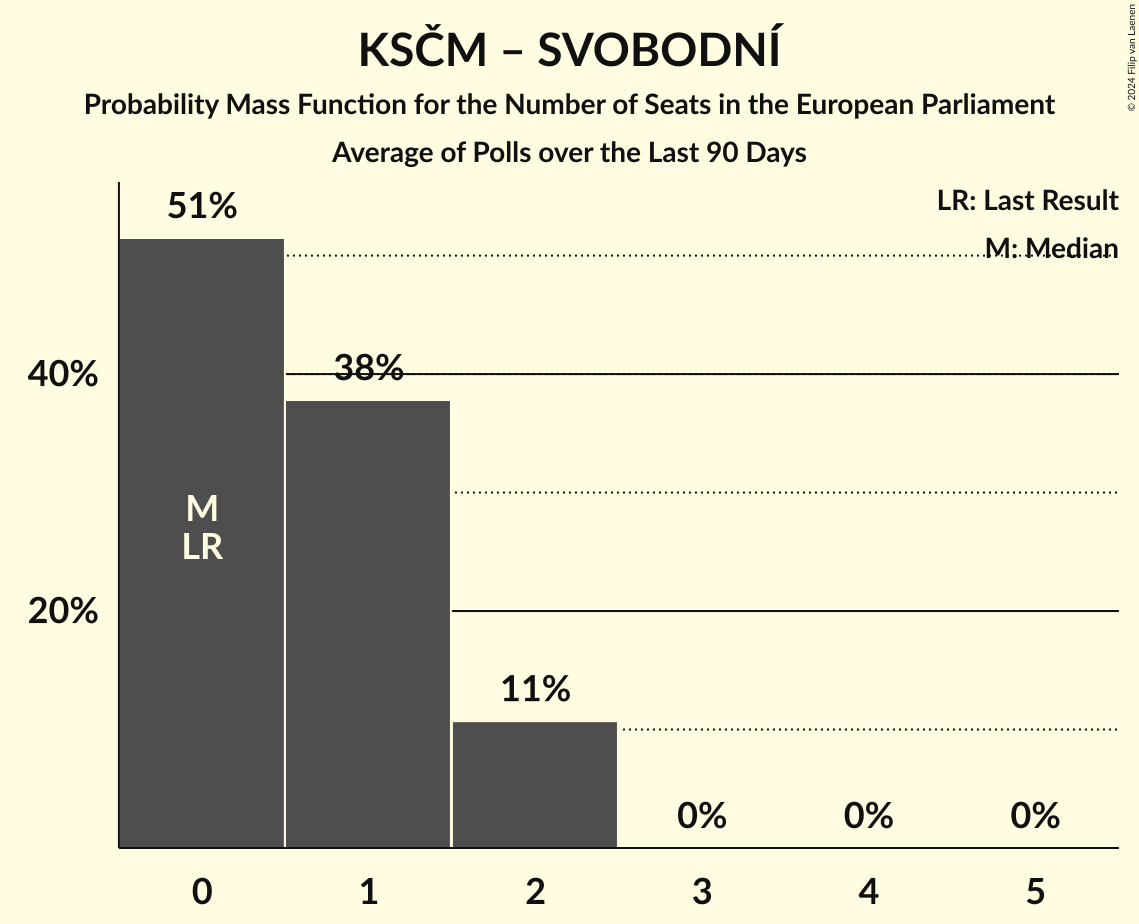 KSČM – SVOBODNÍ
Probability Mass Function for the Number of Seats in the European Parliament
Average of Polls over the Last 90 Days
© 2024 Filip van Laenen
LR: Last Result
M: Median
51%
38%
11%
0%
0%
0%
40%
20%
M
LR
0
1
2
3
4
5